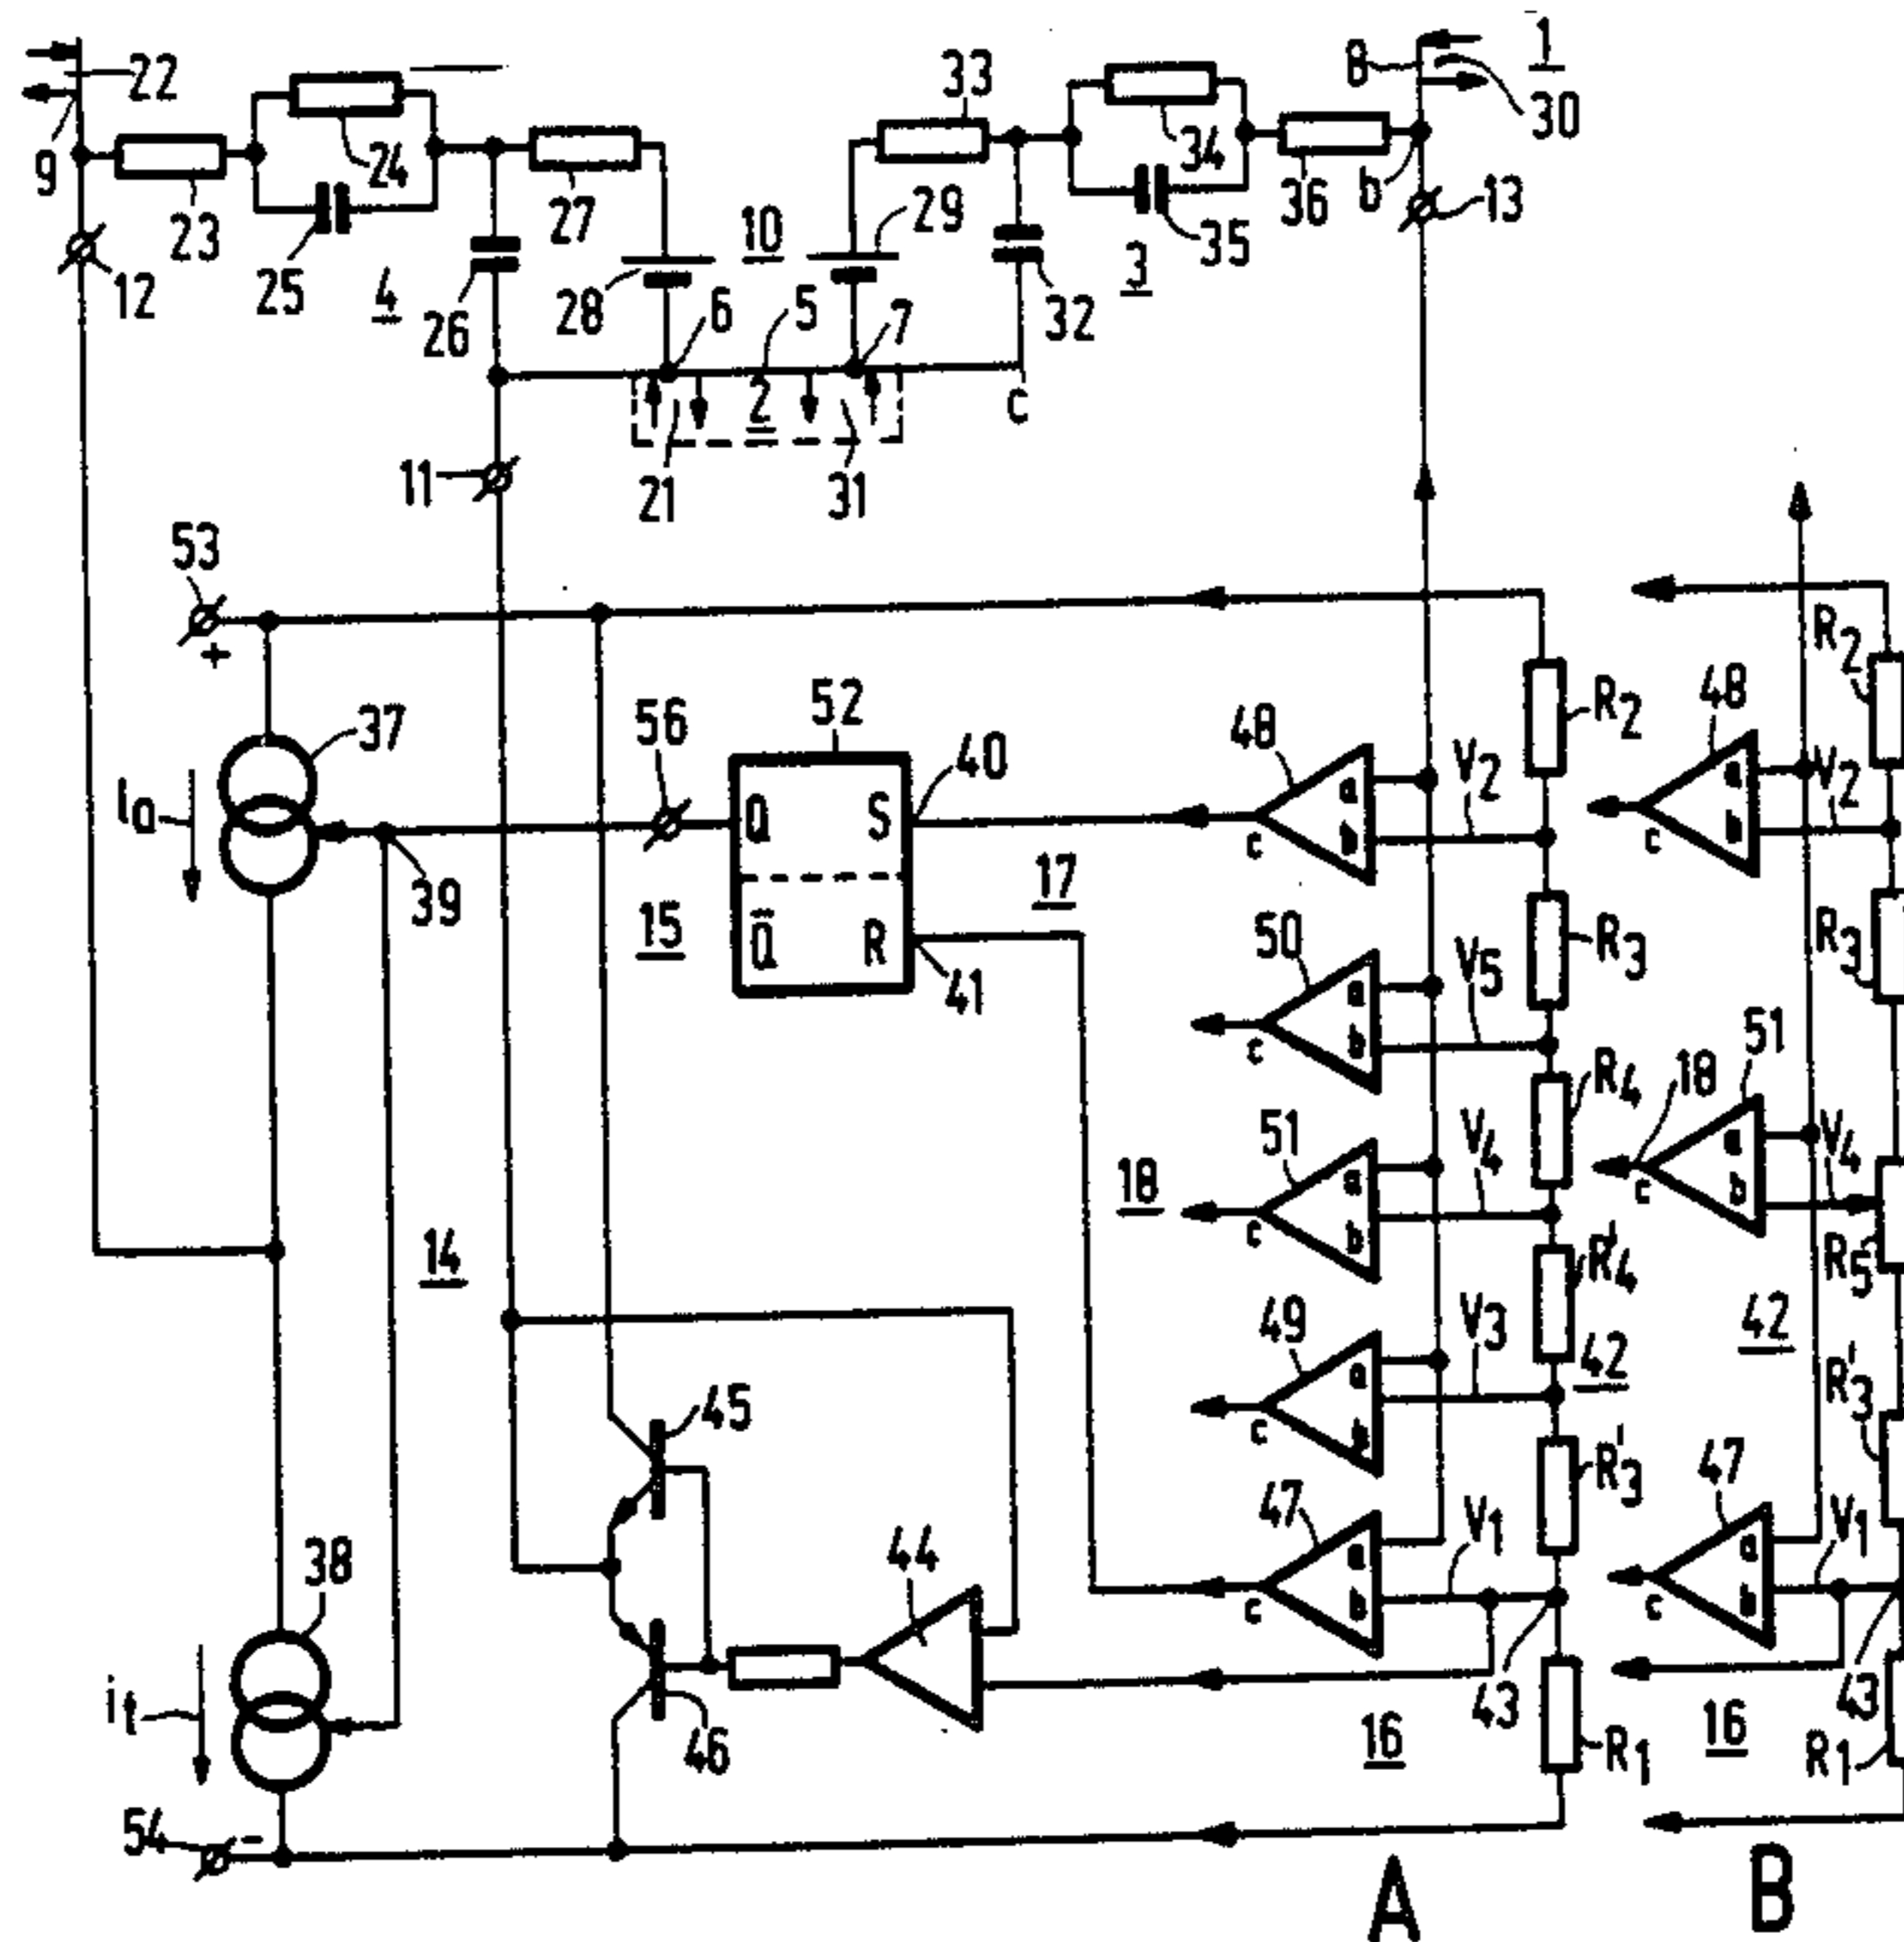 22
33
8
1
30
9
23
24
34
27
10
29
35
36
b
13
12
25
4
26
28
6
5
7
32
3
2
c
11
21
31
53
+
R2
R2
37
56
52
48
48
40
V2
V2
Q
S
a
a
b
b
c
c
ia
39
15
17
Q̄
R
41
50
V5
R3
R3
a
b
c
51
51
R4
18
18
V4
V4
a
a
b
b
c
c
14
R'4
R5
49
V3
42
42
a
b
c
R'3
R'3
45
47
47
V1
V1
a
a
b
b
c
c
44
38
43
43
it
46
16
16
R1
R1
54
-
A
B